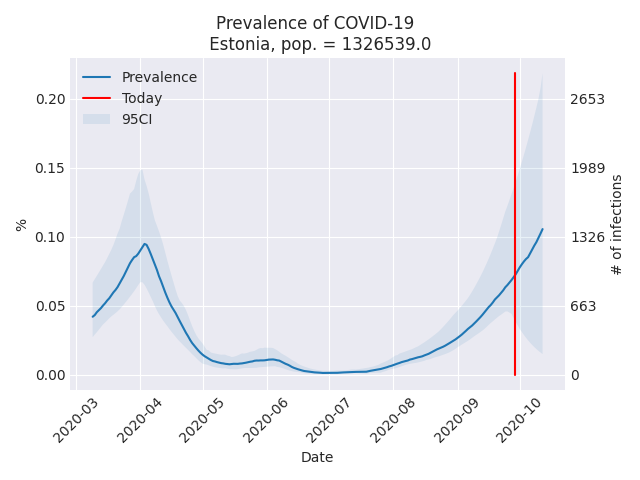 Prevalence of COVID-19
Estonia, pop. = 1326539.0
Prevalence
Today
95CI
%
0.20
0.15
0.10
0.05
0.00
2653
1989
1326
663
0
# of infections
2020-03
2020-04
2020-05
2020-06
2020-07
2020-08
2020-09
2020-10
Date